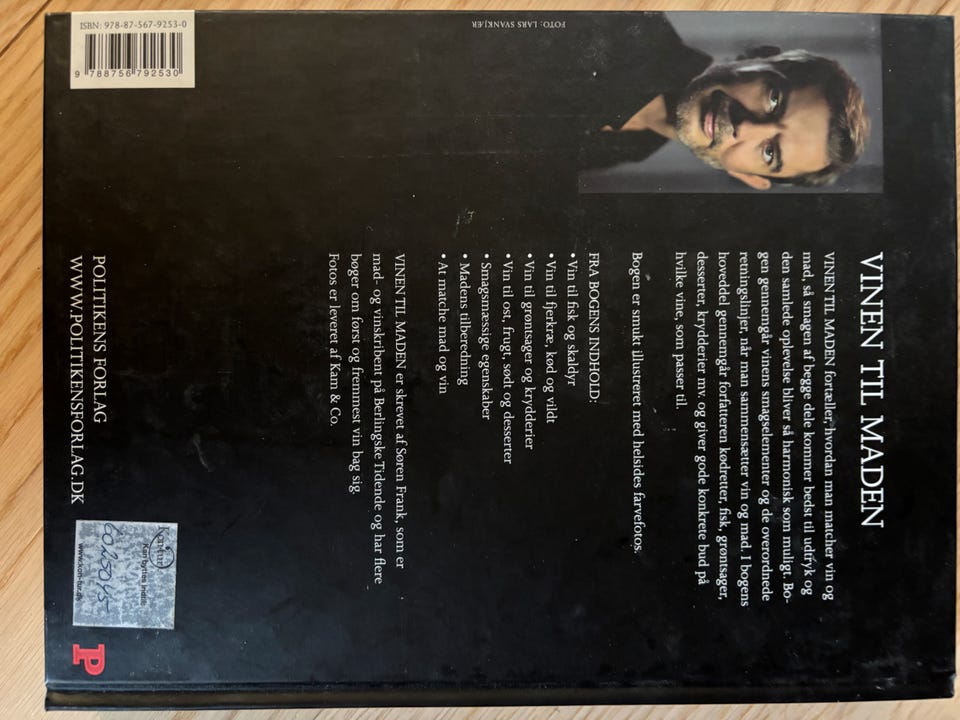 VINEN TIL MADEN
VINEN TIL MADEN fortæller, hvordan man matcher vin og
mad, så smagen af begge dele kommer bedst til udtryk og
den samlede oplevelse bliver så harmonisk som muligt. Bo-
gen gennemgår vinens smagselementer og de overordnede
retningslinjer, når man sammensætter vin og mad. I bogens
hoveddel gennemgår forfatteren kødretter, fisk, grøntsager,
desserter, krydderier mv. og giver gode konkrete bud på
hvilke vine, som passer til.
Bogen er smukt illustreret med helsides farvefotos.
FRA BOGENS INDHOLD:
• Vin til fisk og skaldyr
• Vin til fjerkræ, kød og vildt
• Vin til grøntsager og krydderier
• Vin til ost, frugt, sødt og desserter
• Smagsmæssige egenskaber
• Madens tilberedning
• At matche mad og vin
VINEN TIL MADEN er skrevet af Søren Frank, som er
mad- og vinskribent på Berlingske Tidende og har flere
bøger om først og fremmest vin bag sig.
Fotos er leveret af Kam & Co.
FOTO: LARS SVANKJÆR
POLITIKENS FORLAG
WWW.POLITIKENSFORLAG.DK
ISBN: 978-87-567-9253-0
9 788756 792530
Kan byttes indtil:
P